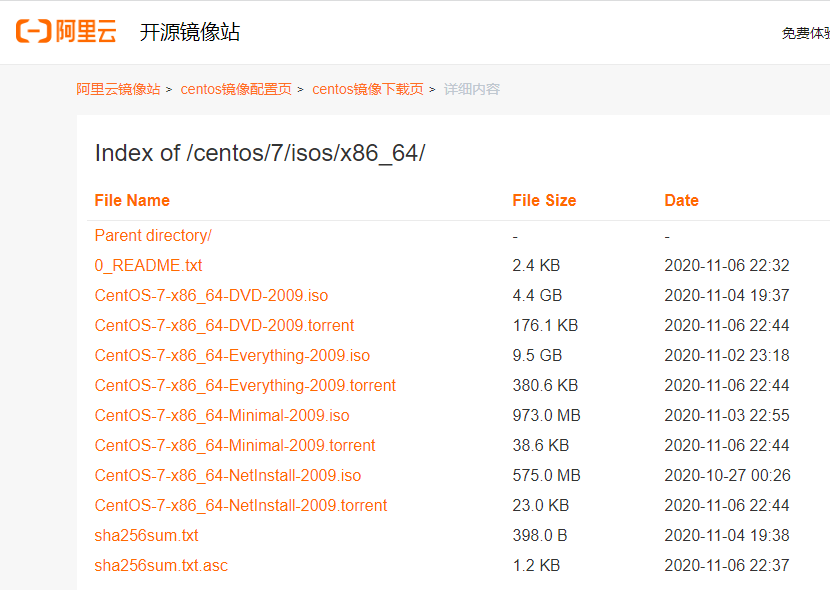 阿里云 开源镜像站 免费体验
阿里云镜像站 > centos镜像配置页 > centos镜像下载页 > 详细内容
Index of /centos/7/isos/x86_64/
File Name File Size Date
Parent directory/ - -
0_README.txt 2.4 KB 2020-11-06 22:32
CentOS-7-x86_64-DVD-2009.iso 4.4 GB 2020-11-04 19:37
CentOS-7-x86_64-DVD-2009.torrent 176.1 KB 2020-11-06 22:44
CentOS-7-x86_64-Everything-2009.iso 9.5 GB 2020-11-02 23:18
CentOS-7-x86_64-Everything-2009.torrent 380.6 KB 2020-11-06 22:44
CentOS-7-x86_64-Minimal-2009.iso 973.0 MB 2020-11-03 22:55
CentOS-7-x86_64-Minimal-2009.torrent 38.6 KB 2020-11-06 22:44
CentOS-7-x86_64-NetInstall-2009.iso 575.0 MB 2020-10-27 00:26
CentOS-7-x86_64-NetInstall-2009.torrent 23.0 KB 2020-11-06 22:44
sha256sum.txt 398.0 B 2020-11-04 19:38
sha256sum.txt.asc 1.2 KB 2020-11-06 22:37